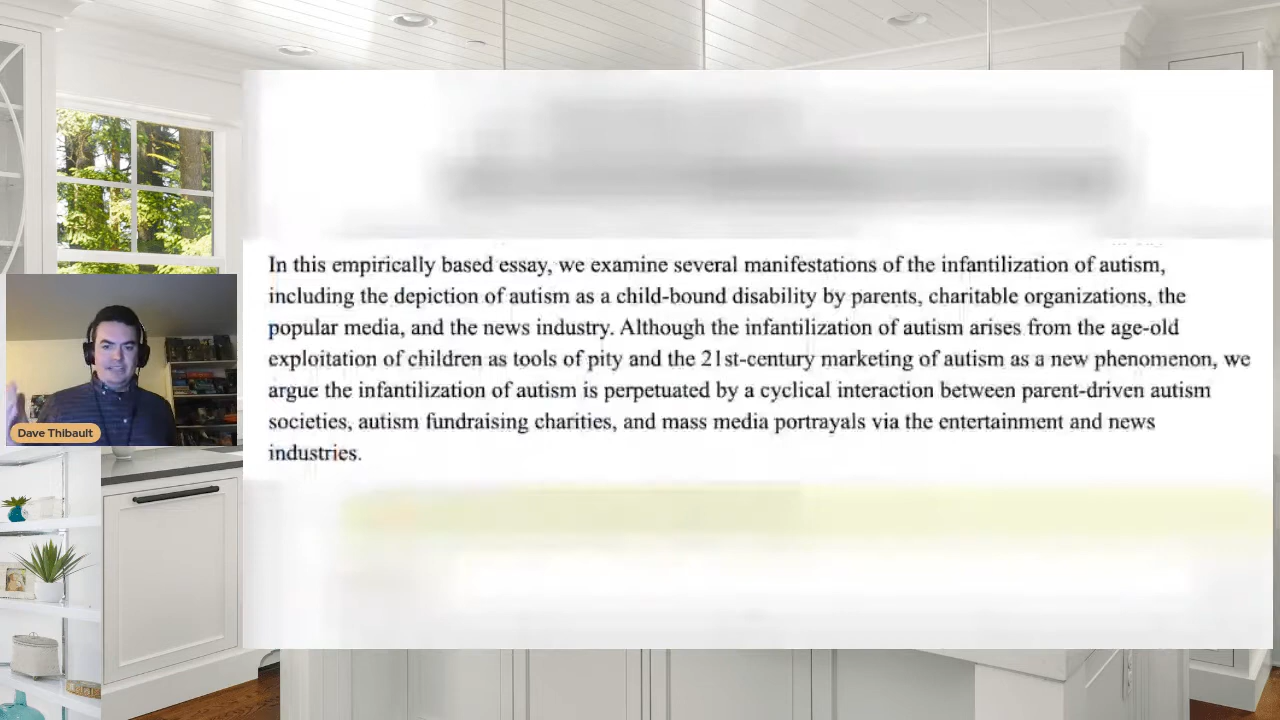 In this empirically based essay, we examine several manifestations of the infantilization of autism,
including the depiction of autism as a child-bound disability by parents, charitable organizations, the
popular media, and the news industry. Although the infantilization of autism arises from the age-old
exploitation of children as tools of pity and the 21st-century marketing of autism as a new phenomenon, we
argue the infantilization of autism is perpetuated by a cyclical interaction between parent-driven autism
societies, autism fundraising charities, and mass media portrayals via the entertainment and news
industries.
Dave Thibault